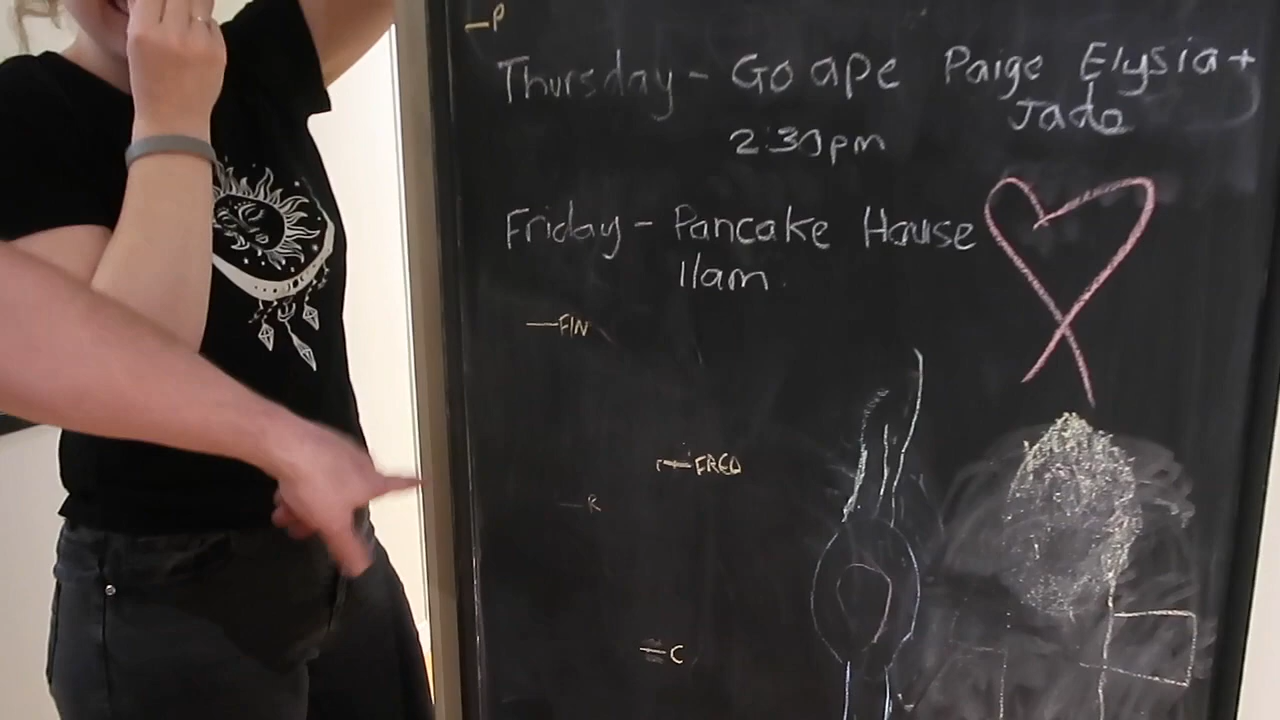 P
Thursday - Go ape Paige Elysia +
Jade
2:30pm
Friday - Pancake House
11am
FIN
FRED
R
C